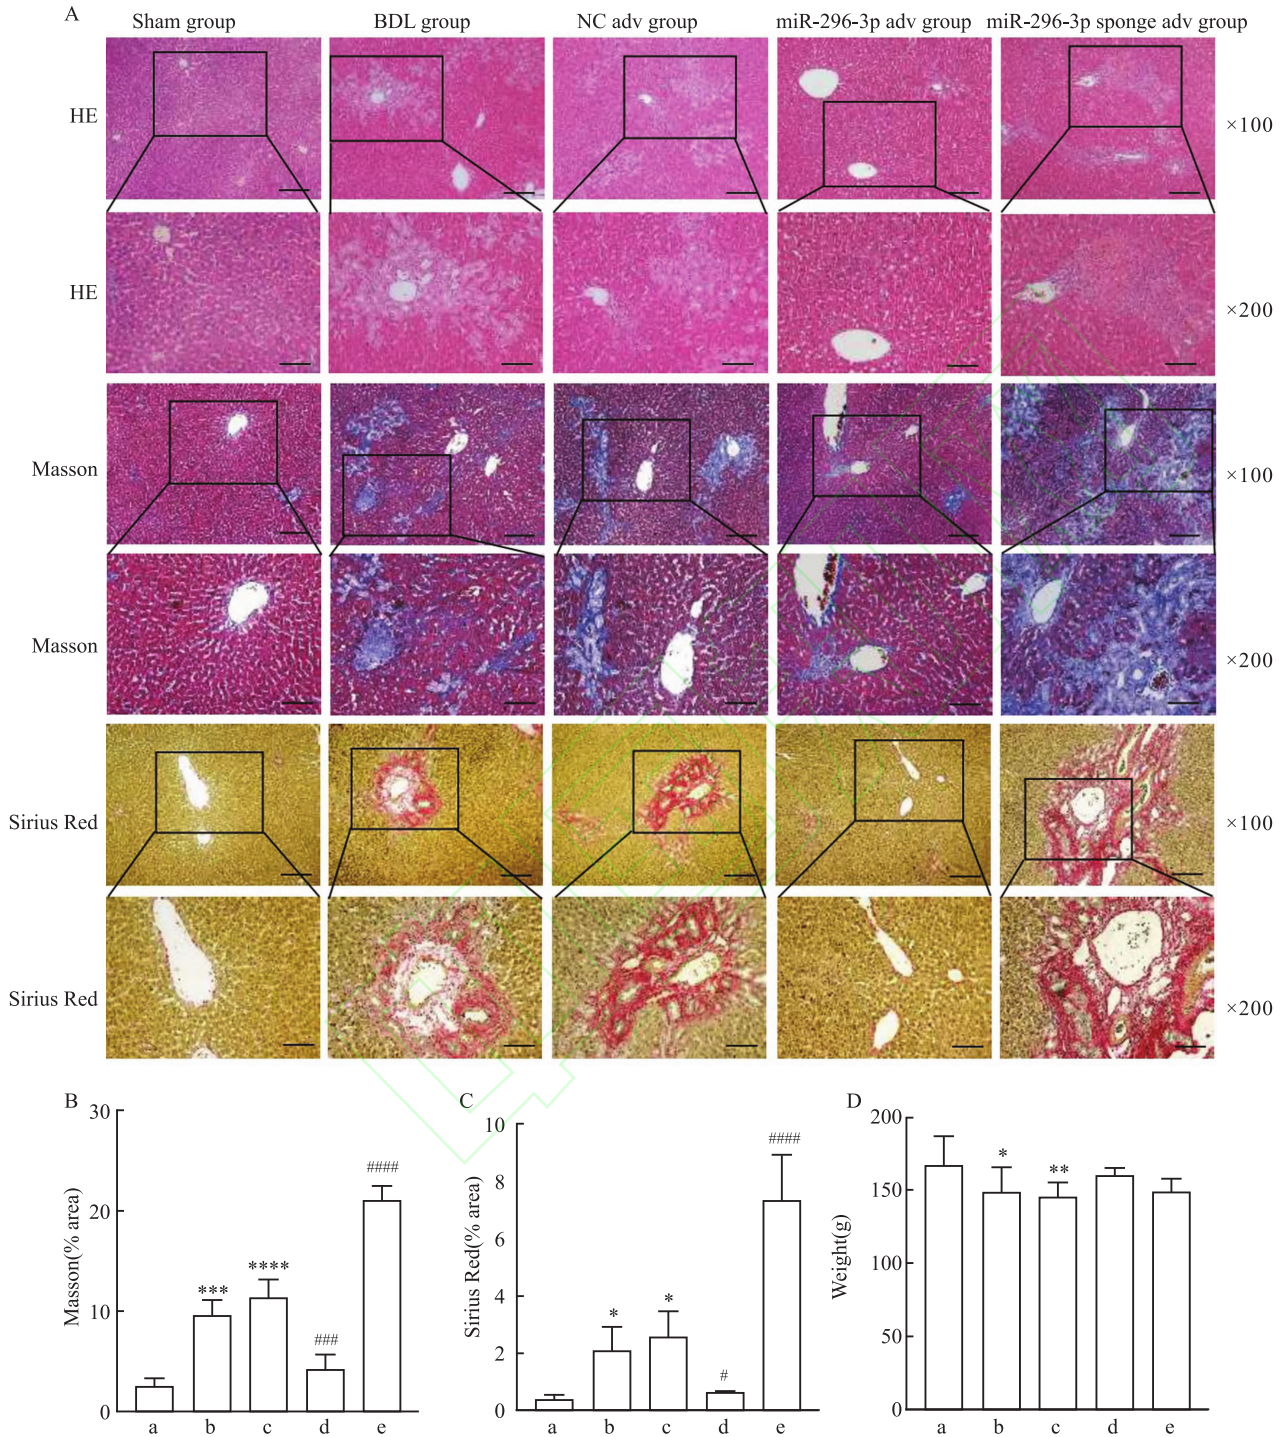 A
Sham group BDL group NC adv group miR-296-3p adv group miR-296-3p sponge adv group
HE ×100
HE ×200
Masson ×100
Masson ×200
Sirius Red ×100
Sirius Red ×200
B
Masson(% area)
30
20
10
0
*** **** ### ####
a b c d e
C
Sirius Red(% area)
10
8
6
4
2
0
* * # ####
a b c d e
D
Weight(g)
200
150
100
50
0
* **
a b c d e